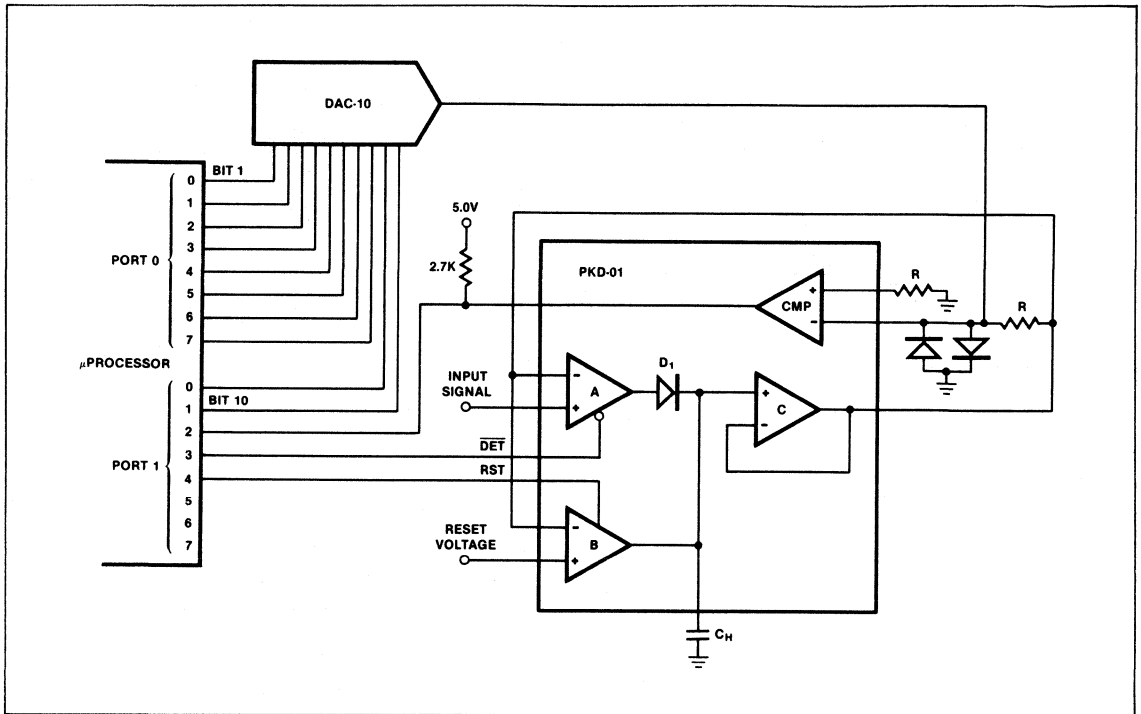 DAC-10
BIT 1
0
1
2
3
4
5
6
7
PORT 0
µPROCESSOR
0
1
2
3
4
5
6
7
BIT 10
PORT 1
5.0V
2.7K
PKD-01
CMP
+
−
R
R
INPUT
SIGNAL
−
+
A
D1
+
−
C
DET
RST
RESET
VOLTAGE
−
+
B
CH